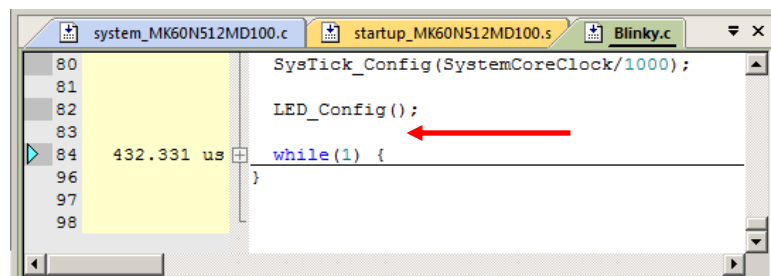 system_MK60N512MD100.c startup_MK60N512MD100.s Blinky.c
80 SysTick_Config(SystemCoreClock/1000);
81
82 LED_Config();
83
84 432.331 us while(1) {
96 }
97
98